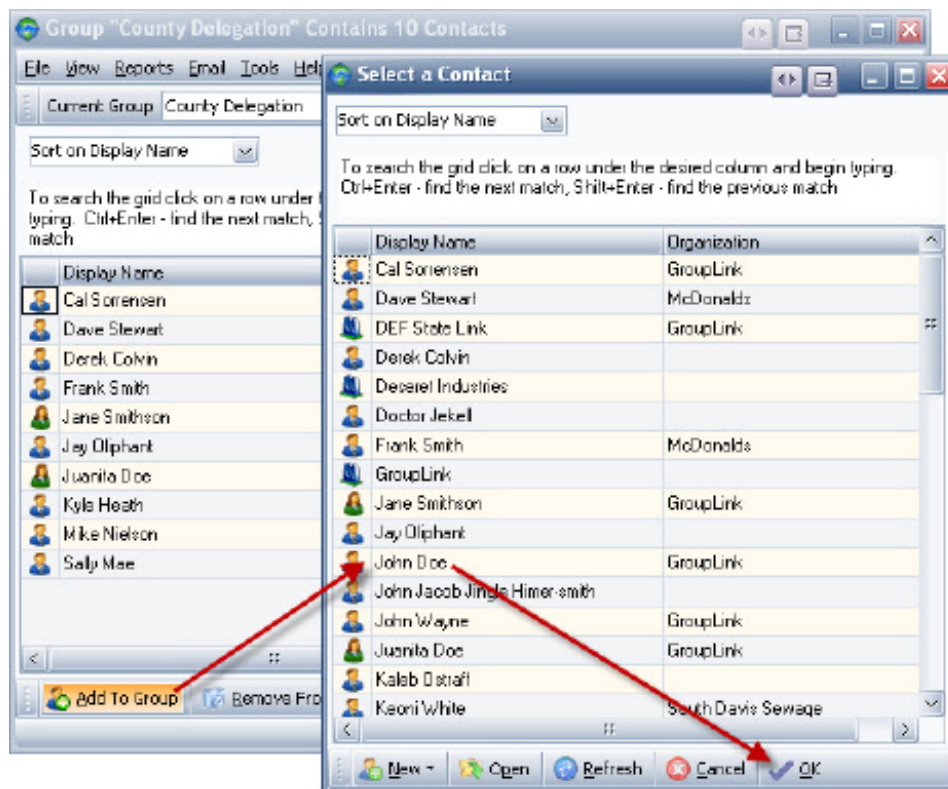 Group "County Delegation" Contains 10 Contacts
File View Reports Email Tools Hel
Current Group County Delegation
Sort on Display Name
To search the grid click on a row under
typing. Ctrl+Enter - find the next match,
match
Display Name
Cal Sorrensen
Dave Stewart
Derek Colvin
Frank Smith
Jane Smithson
Jay Oliphant
Juanita Doe
Kyle Heath
Mike Nielson
Sally Mae
Add To Group Remove Fro
Select a Contact
Sort on Display Name
To search the grid click on a row under the desired column and begin typing.
Ctrl+Enter - find the next match, Shift+Enter - find the previous match
Display Name Organization
Cal Sorrensen GroupLink
Dave Stewart McDonalds
DEF State Link GroupLink
Derek Colvin
Deseret Industries
Doctor Jekell
Frank Smith McDonalds
GroupLink
Jane Smithson GroupLink
Jay Oliphant
John Doe GroupLink
John Jacob Jingle Himer-smith
John Wayne GroupLink
Juanita Doe GroupLink
Kaleb Ostraff
Keoni White South Davis Sewage
New Open Refresh Cancel OK